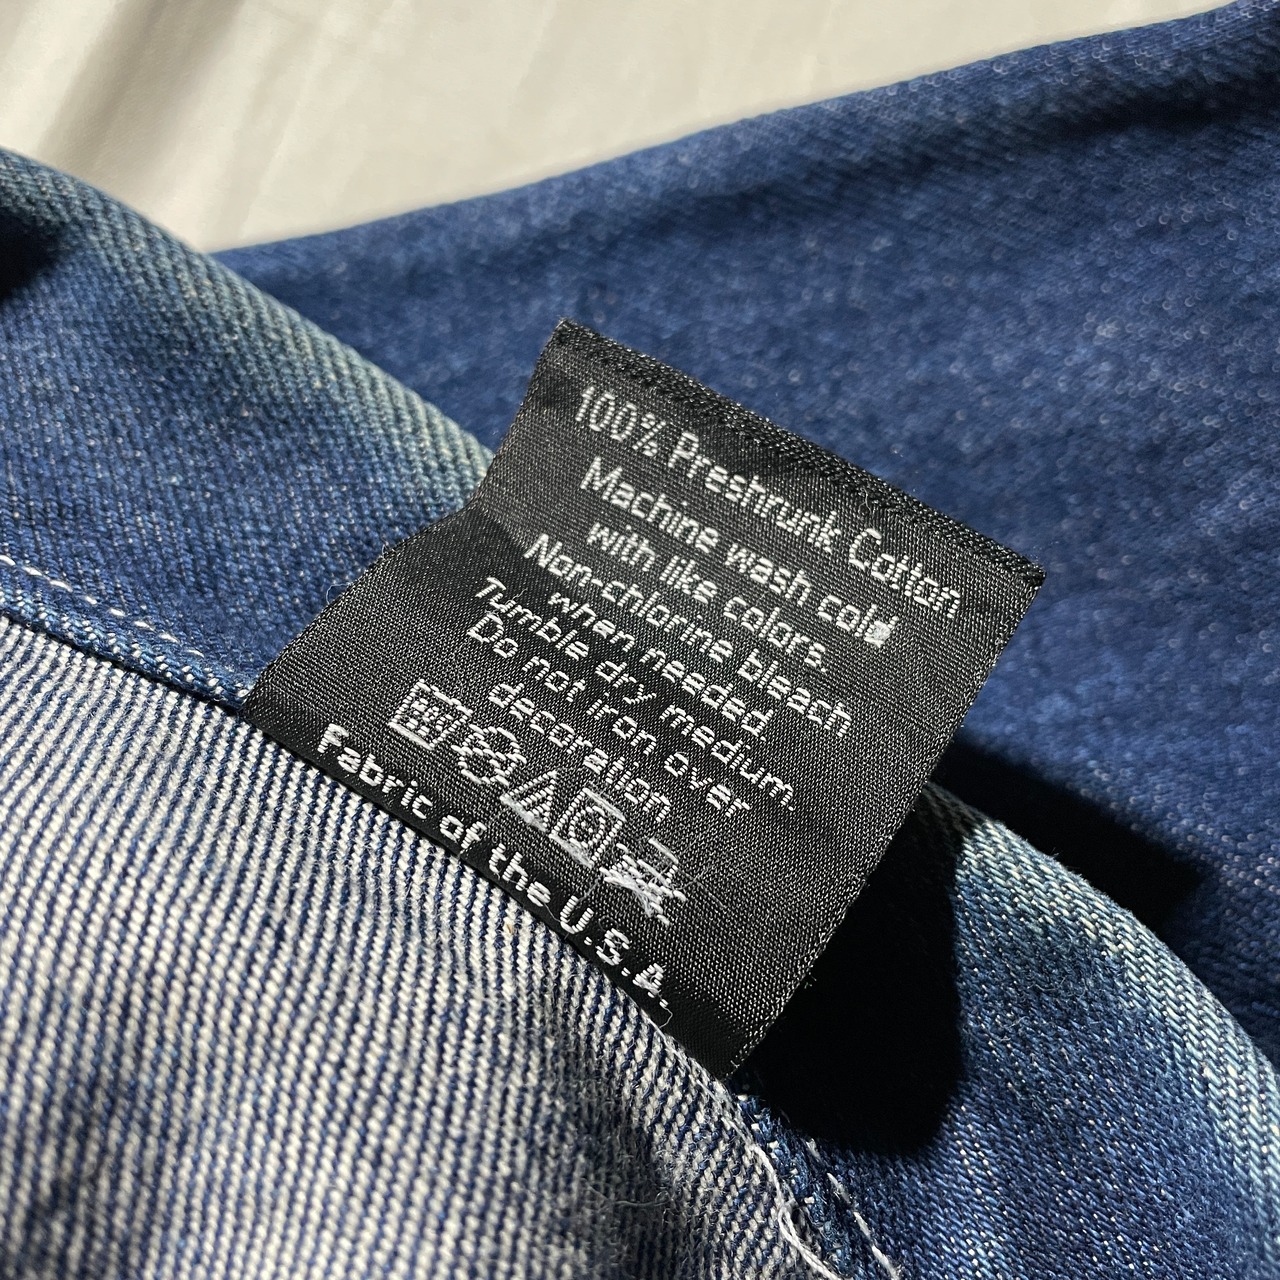 100% Preshrunk Cotton
Machine wash cold
with like colors.
Non-chlorine bleach
when needed.
Tumble dry medium.
Do not iron over
decoration
Fabric of the U.S.A.